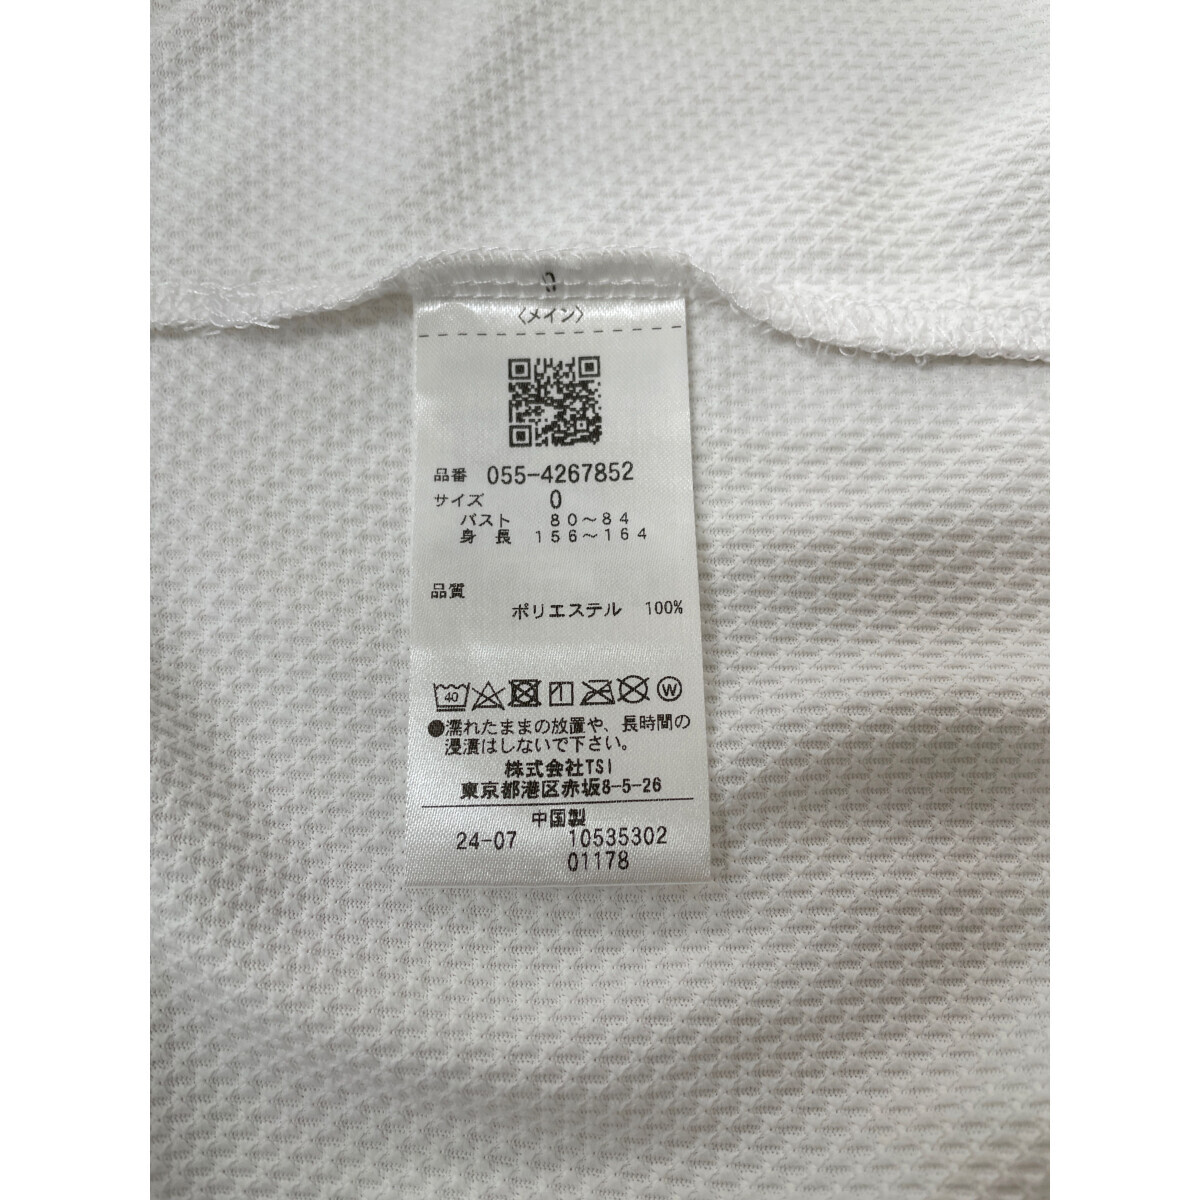 〈メイン〉
品番 055-4267852
サイズ 0
バスト 80～84
身長 156～164
品質
ポリエステル 100%
40
W
●濡れたままの放置や、長時間の
浸漬はしないで下さい。
株式会社TSI
東京都港区赤坂8-5-26
中国製
24-07 10535302
01178